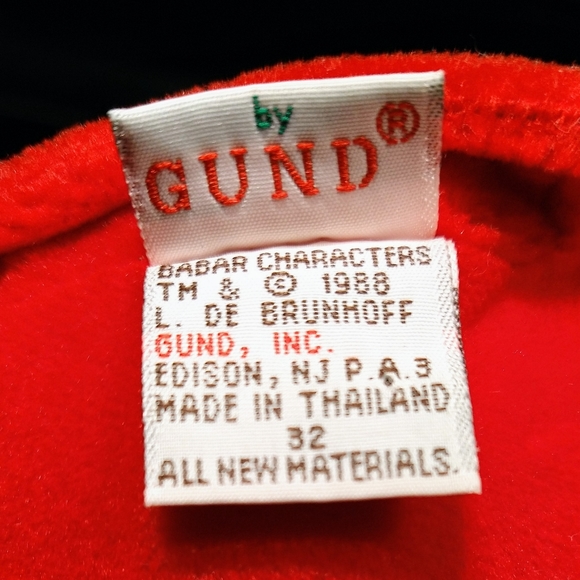 by
GUND®
BABAR CHARACTERS
TM & © 1988
L. DE BRUNHOFF
GUND, INC.
EDISON, NJ P.A.3
MADE IN THAILAND
32
ALL NEW MATERIALS.